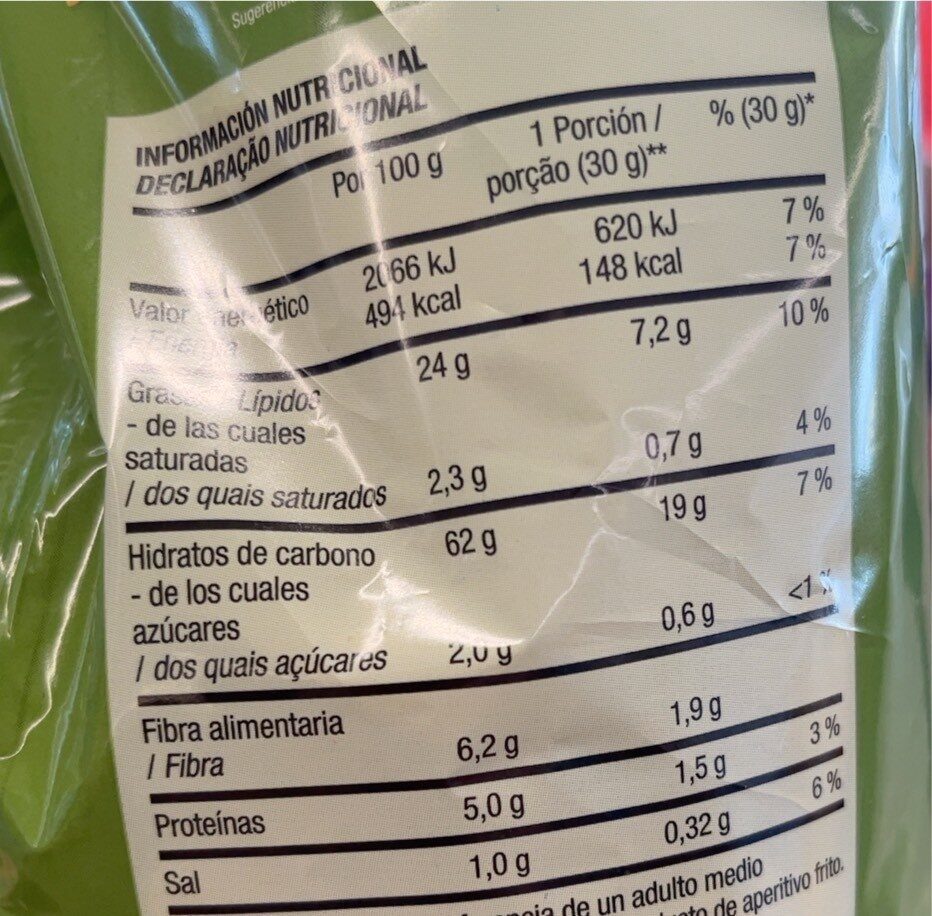 INFORMACIÓN NUTRICIONAL
DECLARAÇÃO NUTRICIONAL
Por 100 g
1 Porción /
porção (30 g)**
% (30 g)*
Valor energético
2066 kJ
620 kJ
7 %
494 kcal
148 kcal
7 %
Lípidos
24 g
7,2 g
10 %
- de las cuales
saturadas
/ dos quais saturados
2,3 g
0,7 g
4 %
Hidratos de carbono
62 g
19 g
7 %
- de los cuales
azúcares
/ dos quais açúcares
2,0 g
0,6 g
<1 %
Fibra alimentaria
/ Fibra
6,2 g
1,9 g
Proteínas
5,0 g
1,5 g
3 %
Sal
1,0 g
0,32 g
6 %
de un adulto medio
de aperitivo frito.